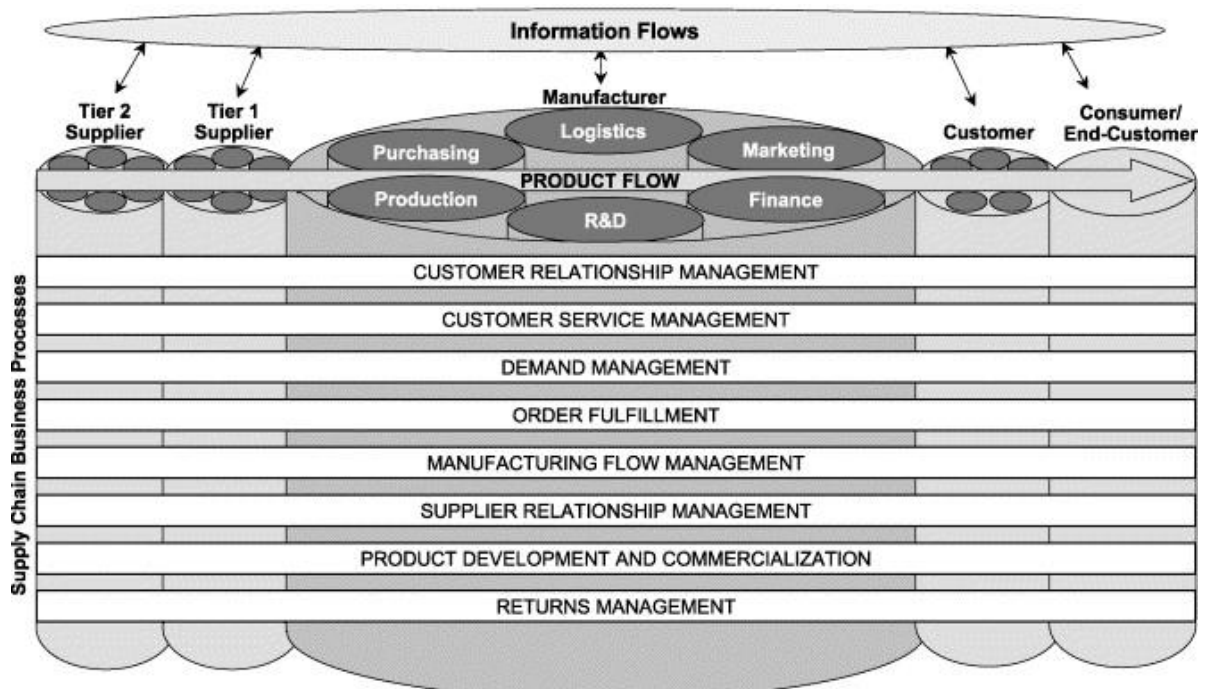 Information Flows
Tier 2
Supplier
Tier 1
Supplier
Manufacturer
Logistics
Purchasing
Marketing
Customer
Consumer/
End-Customer
PRODUCT FLOW
Production
R&D
Finance
Supply Chain Business Processes
CUSTOMER RELATIONSHIP MANAGEMENT
CUSTOMER SERVICE MANAGEMENT
DEMAND MANAGEMENT
ORDER FULFILLMENT
MANUFACTURING FLOW MANAGEMENT
SUPPLIER RELATIONSHIP MANAGEMENT
PRODUCT DEVELOPMENT AND COMMERCIALIZATION
RETURNS MANAGEMENT